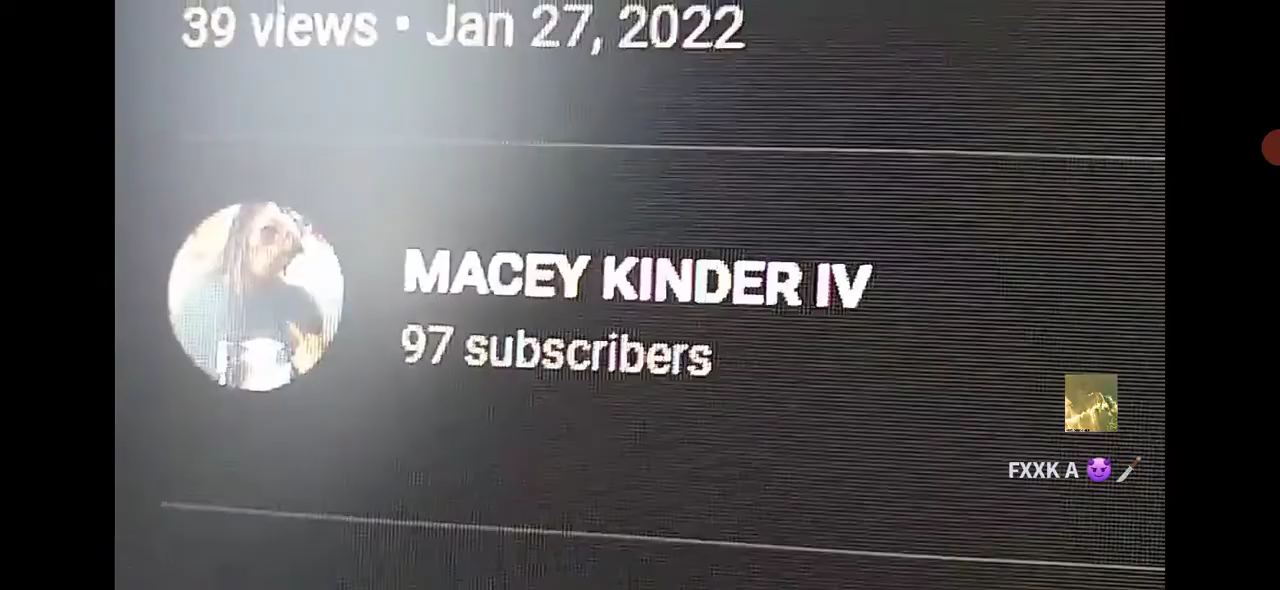 39 views • Jan 27, 2022
MACEY KINDER IV
97 subscribers
FXXK A 😈🔪